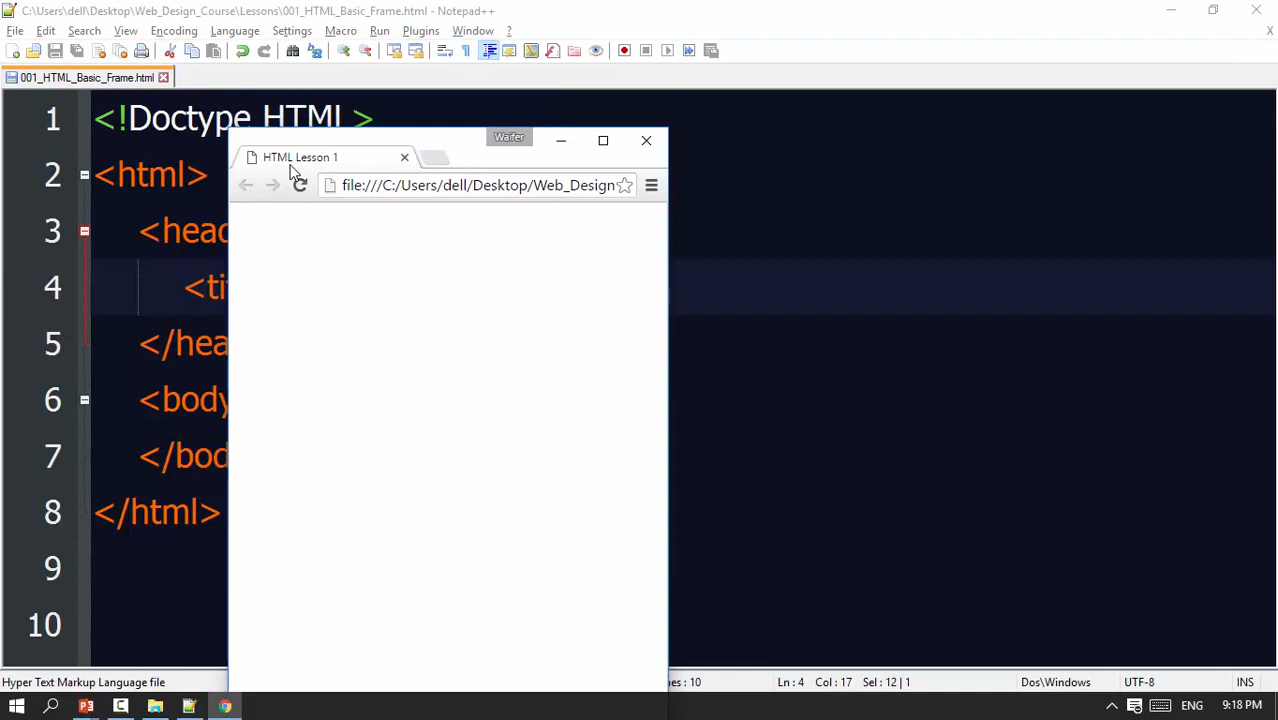 C:\Users\dell\Desktop\Web_Design_Course\Lessons\001_HTML_Basic_Frame.html - Notepad++
File Edit Search View Encoding Language Settings Macro Run Plugins Window ? X
001_HTML_Basic_Frame.html
1 <!Doctype HTML>
Waifer
HTML Lesson 1
2 <html>
file:///C:/Users/dell/Desktop/Web_Design
3 <head
4 <ti
5 </hea
6 <body
7 </bod
8 </html>
9
10
Hyper Text Markup Language file
: 10 Ln : 4 Col : 17 Sel : 12 | 1 Dos\Windows UTF-8 INS
ENG 9:18 PM